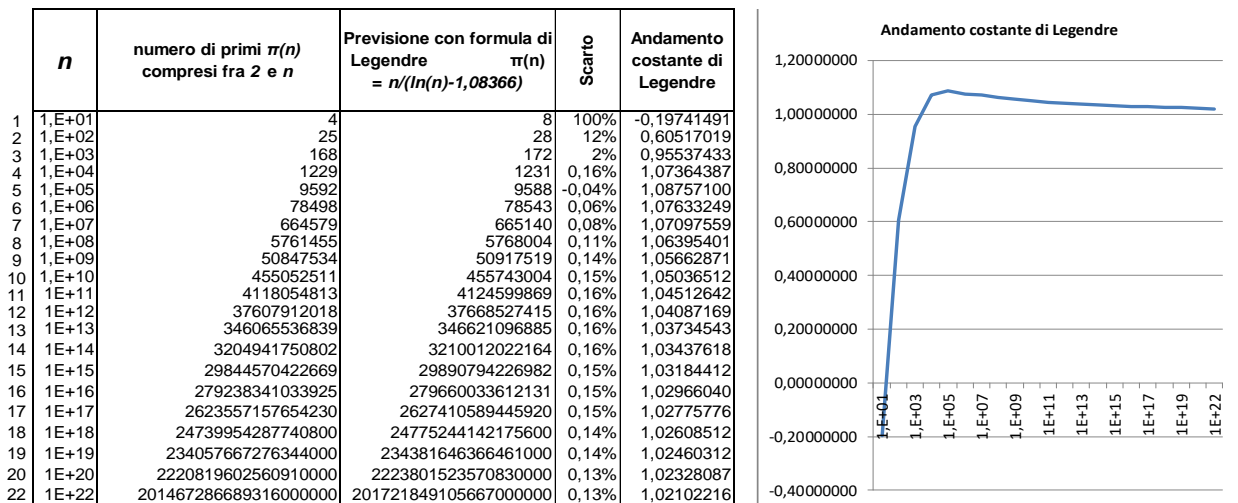 n
numero di primi π(n)
compresi fra 2 e n
Previsione con formula di
Legendre π(n)
= n/(ln(n)-1,08366)
Scarto
Andamento
costante di
Legendre
1 1,E+01 4 8 100% -0,19741491
2 1,E+02 25 28 12% 0,60517019
3 1,E+03 168 172 2% 0,95537433
4 1,E+04 1229 1231 0,16% 1,07364387
5 1,E+05 9592 9588 -0,04% 1,08757100
6 1,E+06 78498 78543 0,06% 1,07633249
7 1,E+07 664579 665140 0,08% 1,07097559
8 1,E+08 5761455 5768004 0,11% 1,06395401
9 1,E+09 50847534 50917519 0,14% 1,05662871
10 1,E+10 455052511 455743004 0,15% 1,05036512
11 1E+11 4118054813 4124599869 0,16% 1,04512642
12 1E+12 37607912018 37668527415 0,16% 1,04087169
13 1E+13 346065536839 346621096885 0,16% 1,03734543
14 1E+14 3204941750802 3210012022164 0,16% 1,03437618
15 1E+15 29844570422669 29890794226982 0,15% 1,03184412
16 1E+16 279238341033925 279660033612131 0,15% 1,02966040
17 1E+17 2623557157654230 2627410589445920 0,15% 1,02775776
18 1E+18 24739954287740800 24775244142175600 0,14% 1,02608512
19 1E+19 234057667276344000 234381646366461000 0,14% 1,02460312
20 1E+20 2220819602560910000 2223801523570830000 0,13% 1,02328087
22 1E+22 201467286689316000000 201721849105667000000 0,13% 1,02102216
Andamento costante di Legendre
1,20000000
1,00000000
0,80000000
0,60000000
0,40000000
0,20000000
0,00000000
-0,20000000
-0,40000000
1,E+01
1,E+03
1,E+05
1,E+07
1,E+09
1E+11
1E+13
1E+15
1E+17
1E+19
1E+22